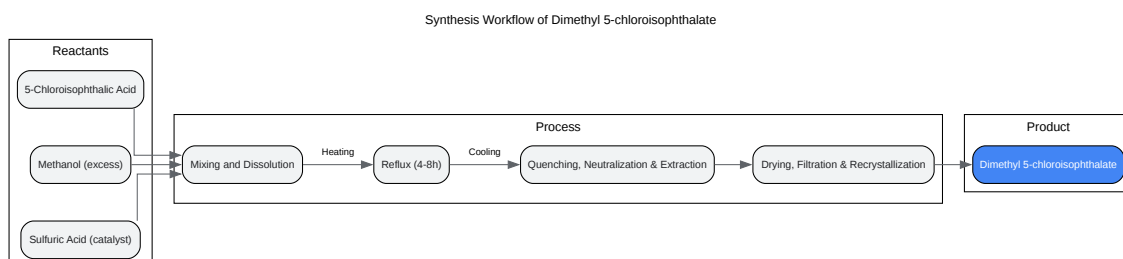 Synthesis Workflow of Dimethyl 5-chloroisophthalate
Reactants
5-Chloroisophthalic Acid
Methanol (excess)
Sulfuric Acid (catalyst)
Process
Mixing and Dissolution
Heating
Reflux (4-8h)
Cooling
Quenching, Neutralization & Extraction
Drying, Filtration & Recrystallization
Product
Dimethyl 5-chloroisophthalate